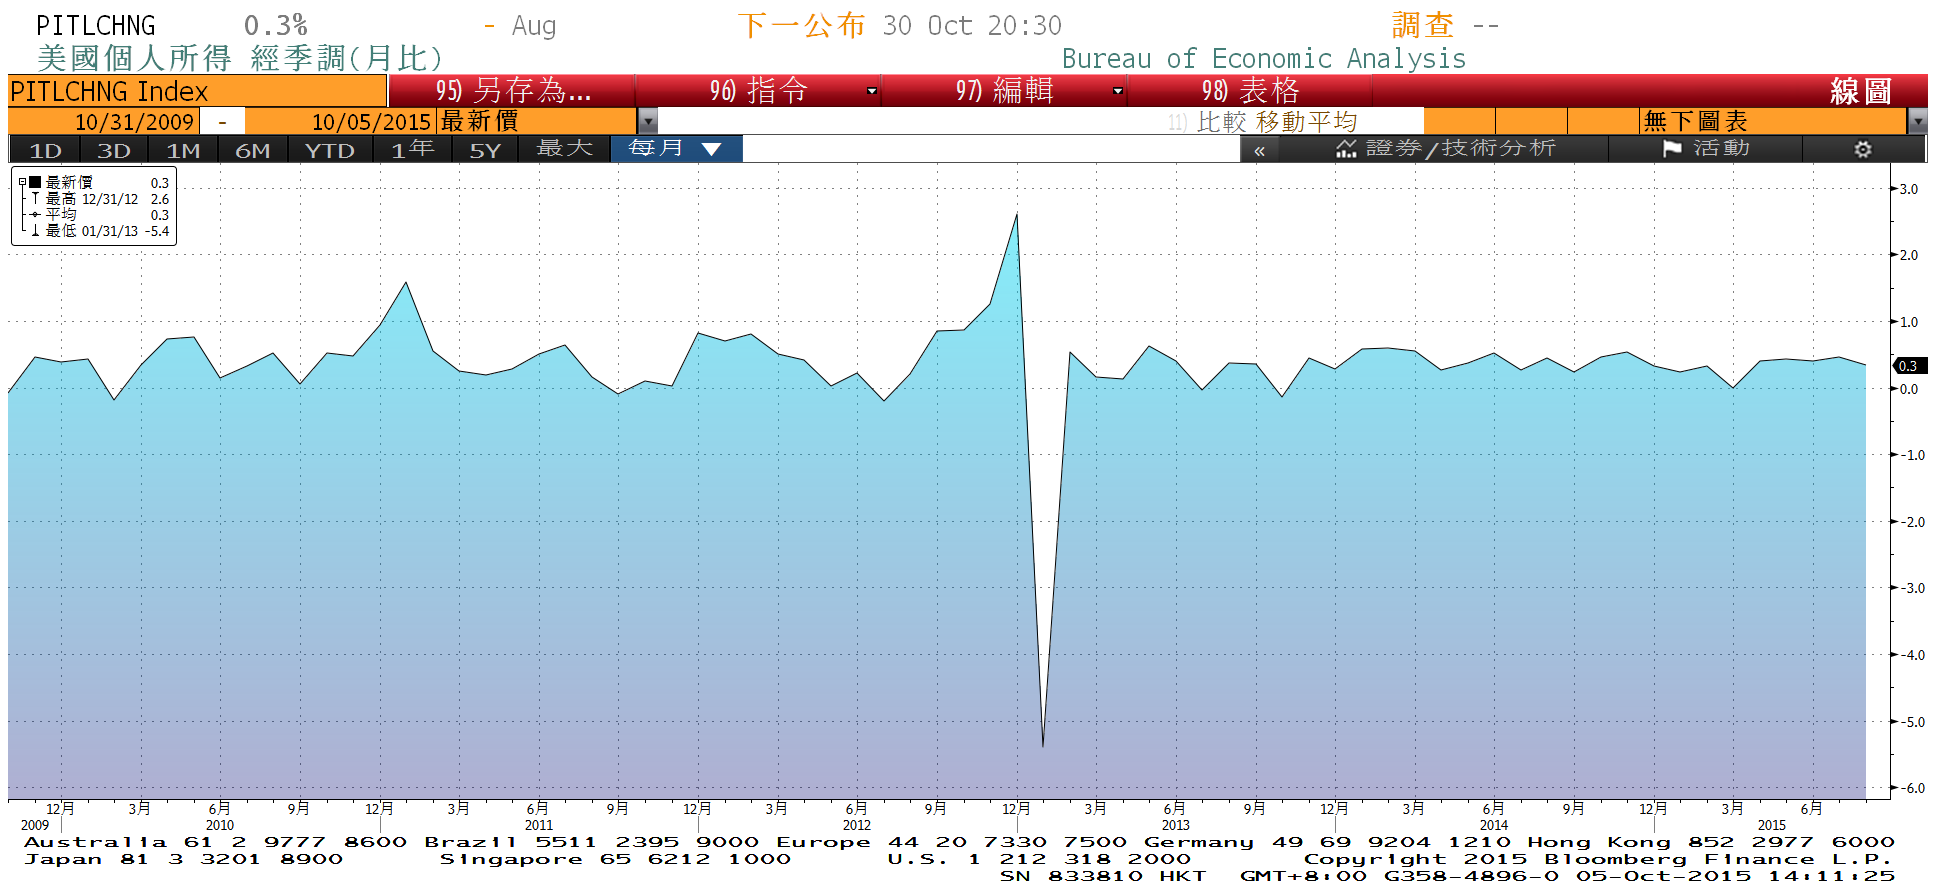 PITLCHNG 0.3% - Aug 下一公布 30 Oct 20:30 調查 --
美國個人所得 經季調(月比) Bureau of Economic Analysis
PITLCHNG Index 95) 另存為... 96) 指令 97) 編輯 98) 表格 線圖
10/31/2009 - 10/05/2015 最新價 11) 比較 移動平均 無下圖表
1D 3D 1M 6M YTD 1年 5Y 最大 每月 « 證券/技術分析 活動
最新價 0.3
最高 12/31/12 2.6
平均 0.3
最低 01/31/13 -5.4
3.0
2.0
1.0
0.3
0.0
-1.0
-2.0
-3.0
-4.0
-5.0
-6.0
12月 3月 6月 9月 12月 3月 6月 9月 12月 3月 6月 9月 12月 3月 6月 9月 12月 3月 6月 9月 12月 3月 6月
2009 2010 2011 2012 2013 2014 2015
Australia 61 2 9777 8600 Brazil 5511 2395 9000 Europe 44 20 7330 7500 Germany 49 69 9204 1210 Hong Kong 852 2977 6000
Japan 81 3 3201 8900 Singapore 65 6212 1000 U.S. 1 212 318 2000 Copyright 2015 Bloomberg Finance L.P.
SN 833810 HKT GMT+8:00 G358-4896-0 05-Oct-2015 14:11:25